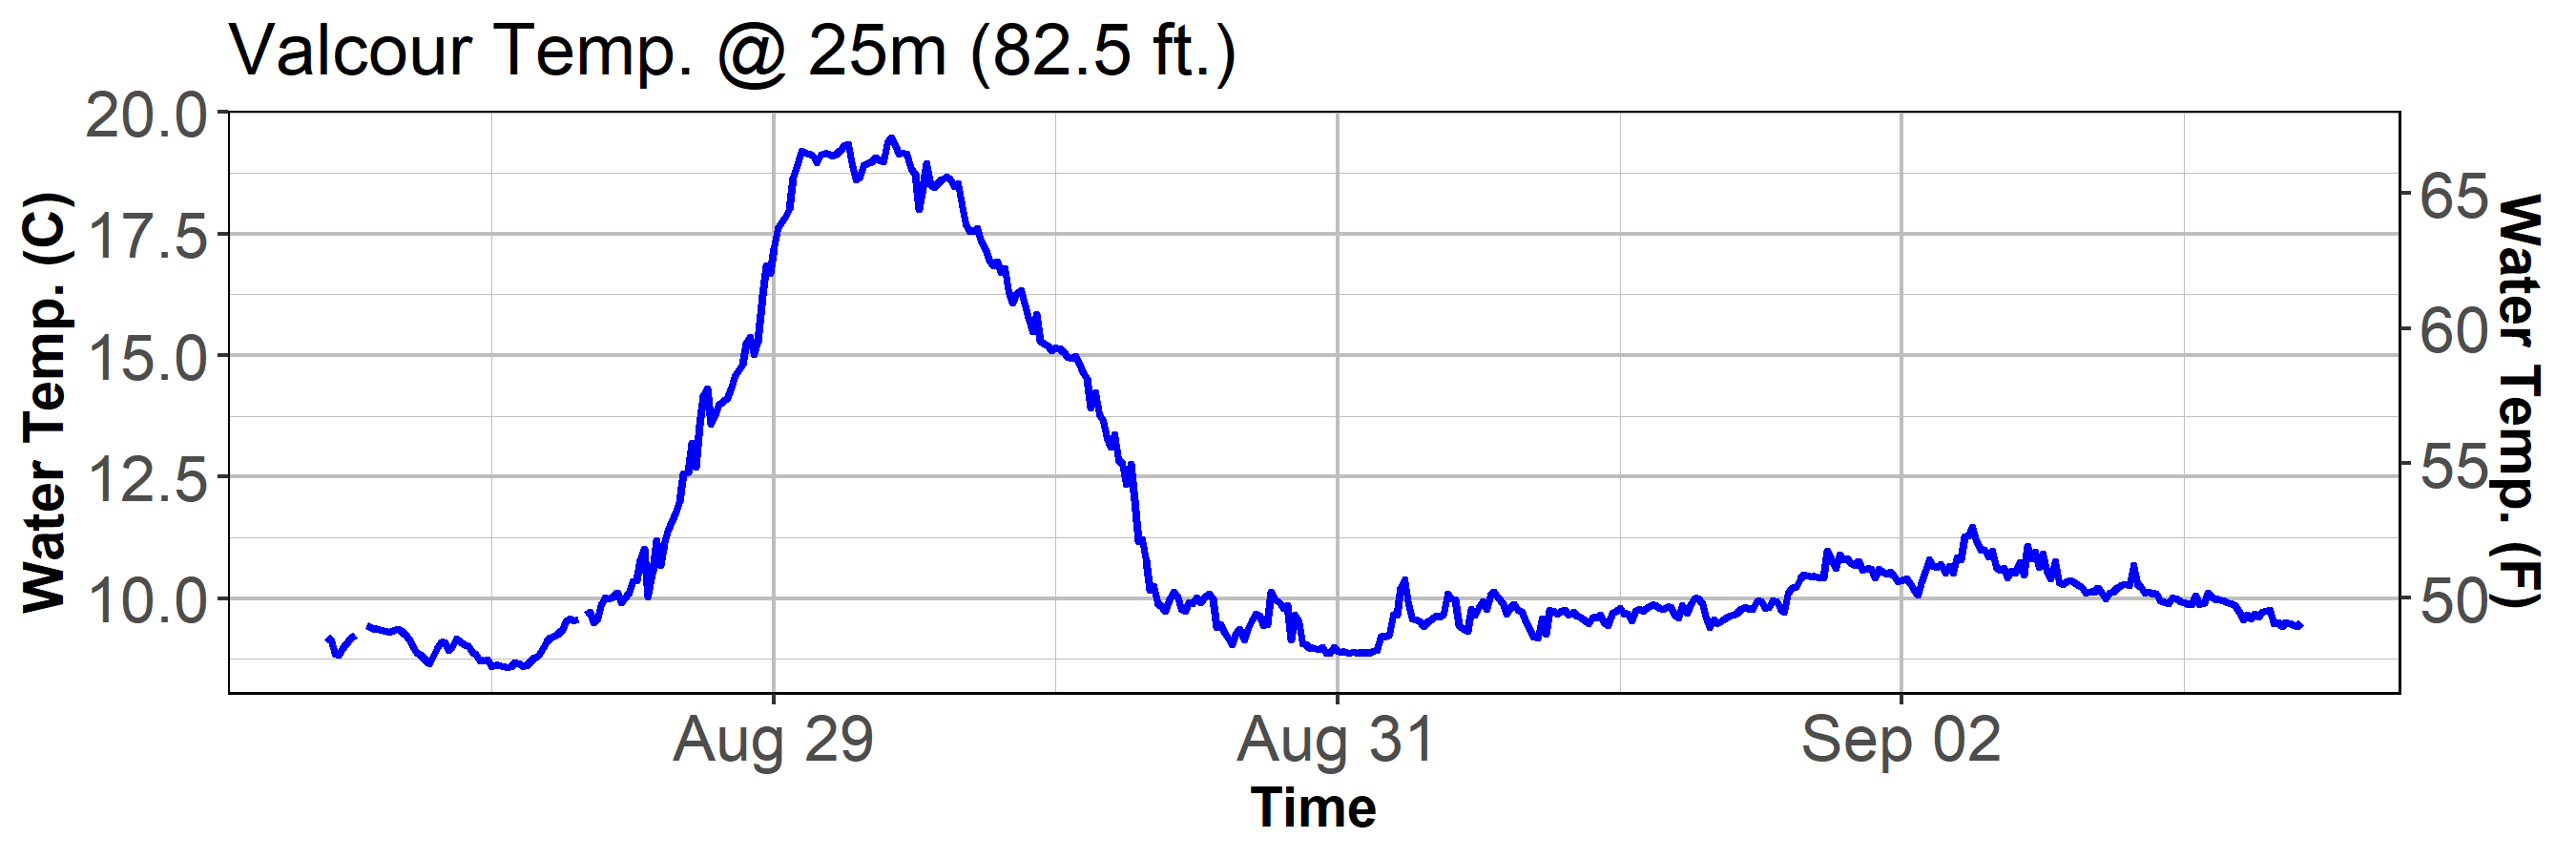 Valcour Temp. @ 25m (82.5 ft.)
Water Temp. (C)
20.0
17.5
15.0
12.5
10.0
65
60
55
50
Water Temp. (F)
Aug 29 Aug 31 Sep 02
Time